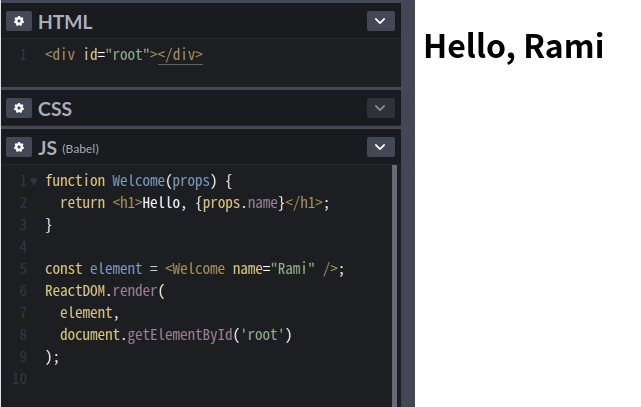 HTML
1 <div id="root"></div>
CSS
JS (Babel)
1 function Welcome(props) {
2   return <h1>Hello, {props.name}</h1>;
3 }
4
5 const element = <Welcome name="Rami" />;
6 ReactDOM.render(
7   element,
8   document.getElementById('root')
9 );
10
Hello, Rami